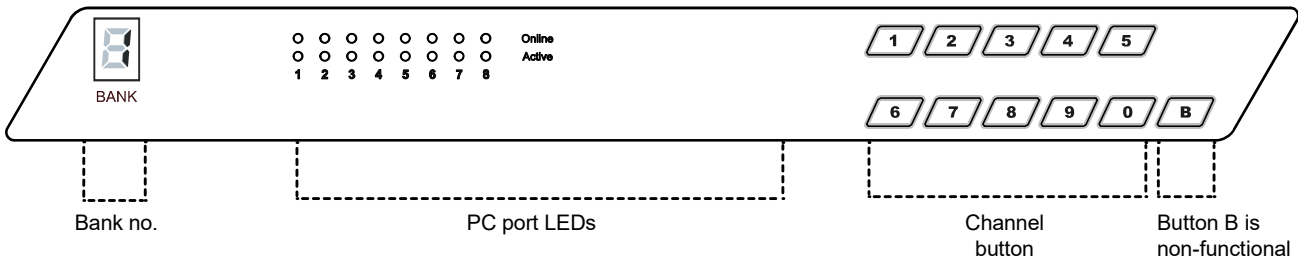 1
BANK
Online
Active
1 2 3 4 5 6 7 8
1 2 3 4 5
6 7 8 9 0 B
Bank no.
PC port LEDs
Channel
button
Button B is
non-functional